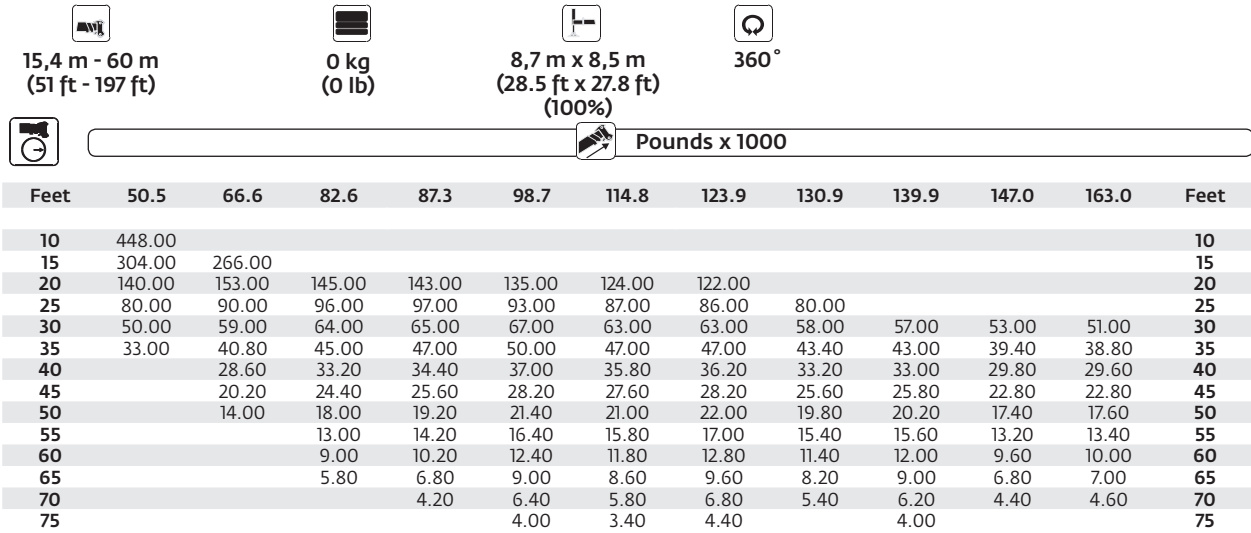 15,4 m - 60 m 0 kg 8,7 m x 8,5 m 360°
(51 ft - 197 ft) (0 lb) (28.5 ft x 27.8 ft)
(100%)
Pounds x 1000
Feet 50.5 66.6 82.6 87.3 98.7 114.8 123.9 130.9 139.9 147.0 163.0 Feet
10 448.00 10
15 304.00 266.00 15
20 140.00 153.00 145.00 143.00 135.00 124.00 122.00 20
25 80.00 90.00 96.00 97.00 93.00 87.00 86.00 80.00 25
30 50.00 59.00 64.00 65.00 67.00 63.00 63.00 58.00 57.00 53.00 51.00 30
35 33.00 40.80 45.00 47.00 50.00 47.00 47.00 43.40 43.00 39.40 38.80 35
40 28.60 33.20 34.40 37.00 35.80 36.20 33.20 33.00 29.80 29.60 40
45 20.20 24.40 25.60 28.20 27.60 28.20 25.60 25.80 22.80 22.80 45
50 14.00 18.00 19.20 21.40 21.00 22.00 19.80 20.20 17.40 17.60 50
55 13.00 14.20 16.40 15.80 17.00 15.40 15.60 13.20 13.40 55
60 9.00 10.20 12.40 11.80 12.80 11.40 12.00 9.60 10.00 60
65 5.80 6.80 9.00 8.60 9.60 8.20 9.00 6.80 7.00 65
70 4.20 6.40 5.80 6.80 5.40 6.20 4.40 4.60 70
75 4.00 3.40 4.40 4.00 75